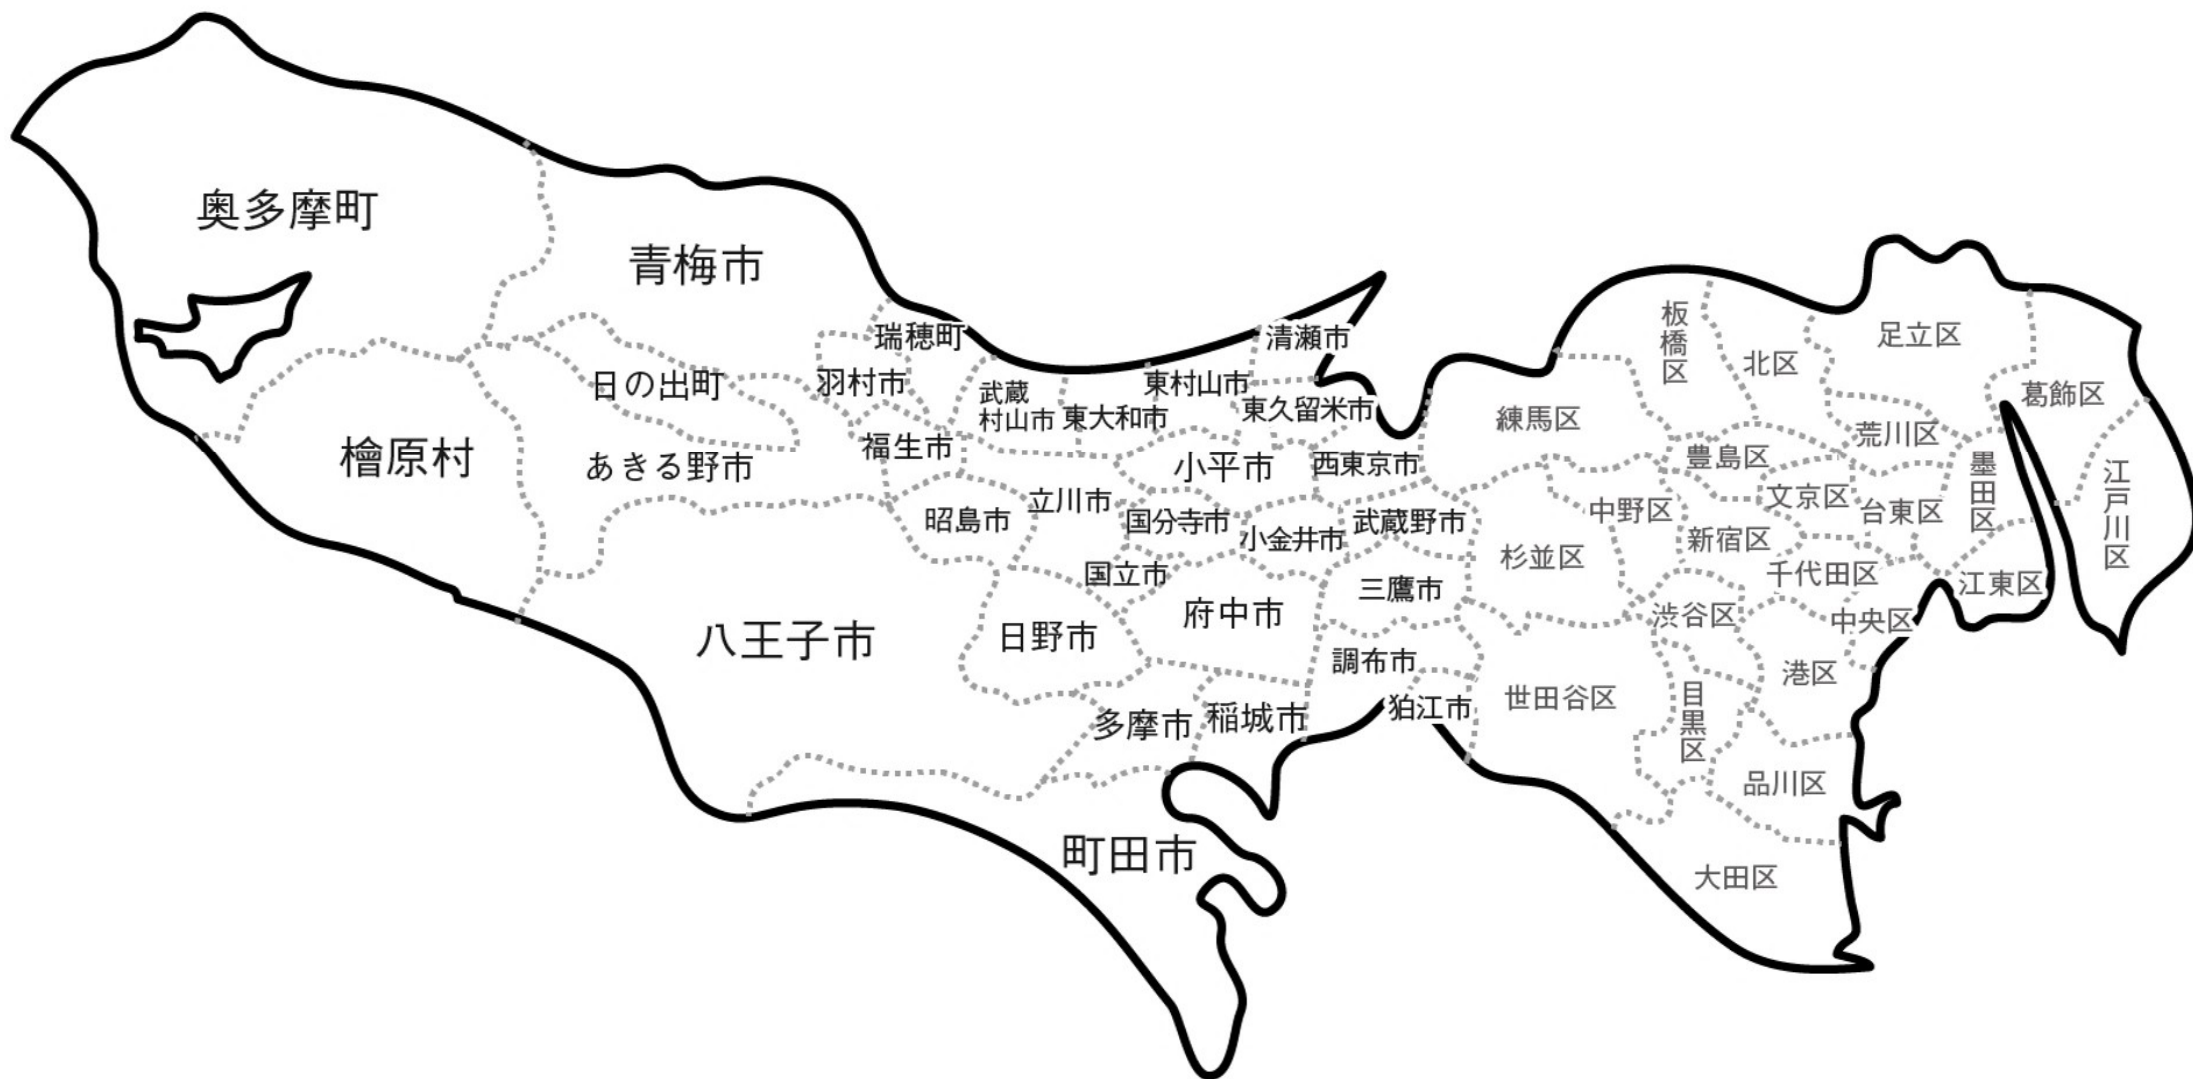 奥多摩町
青梅市
瑞穂町
清瀬市
日の出町
羽村市
武蔵
村山市
東大和市
東村山市
東久留米市
檜原村
あきる野市
福生市
小平市
西東京市
昭島市
立川市
国分寺市
小金井市
武蔵野市
国立市
三鷹市
八王子市
日野市
府中市
調布市
多摩市
稲城市
狛江市
町田市
板橋区
北区
足立区
葛飾区
練馬区
豊島区
荒川区
墨田区
江戸川区
中野区
文京区
台東区
杉並区
新宿区
千代田区
江東区
渋谷区
中央区
世田谷区
目黒区
港区
品川区
大田区